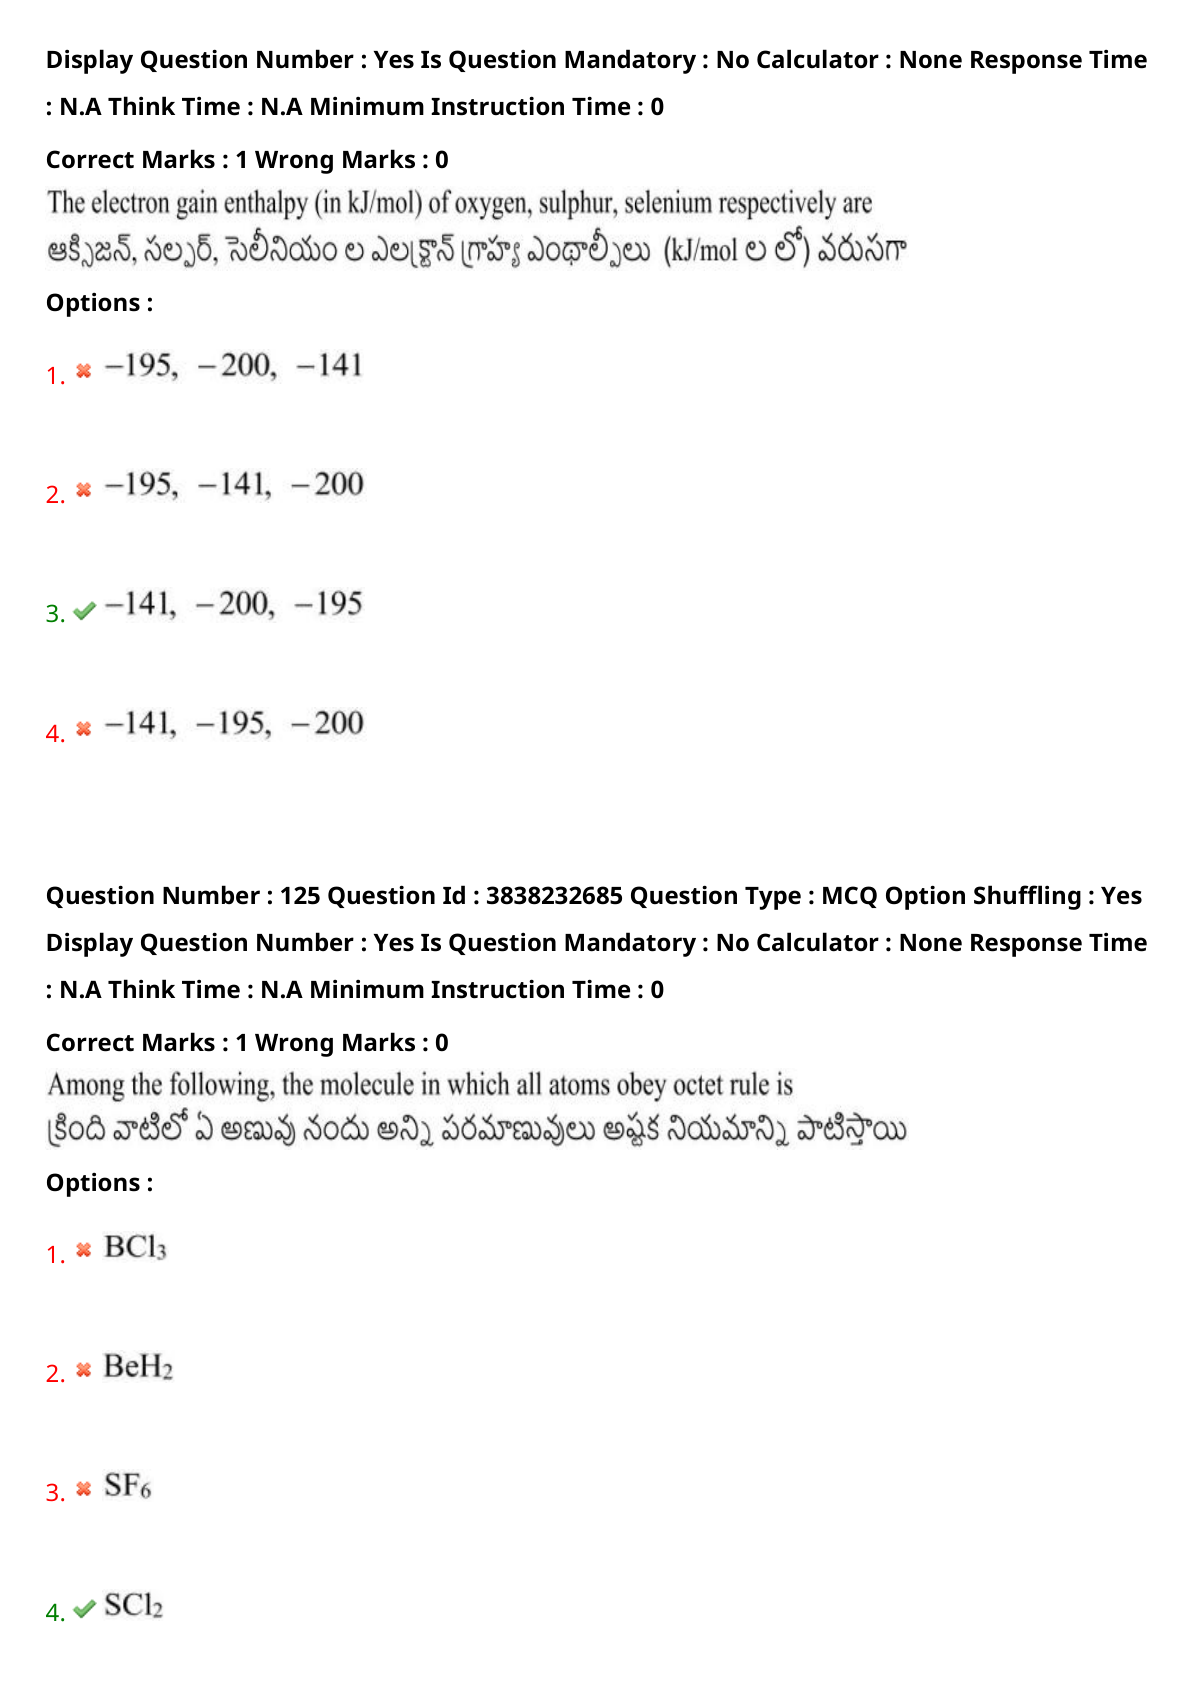 Display Question Number : Yes Is Question Mandatory : No Calculator : None Response Time
: N.A Think Time : N.A Minimum Instruction Time : 0
Correct Marks : 1 Wrong Marks : 0
The electron gain enthalpy (in kJ/mol) of oxygen, sulphur, selenium respectively are
ఆక్సిజన్, సల్ఫర్, సెలీనియం ల ఎలక్ట్రాన్ గ్రాహ్య ఎంథాల్పీలు (kJ/mol ల లో) వరుసగా
Options :
1. −195, −200, −141
2. −195, −141, −200
3. −141, −200, −195
4. −141, −195, −200
Question Number : 125 Question Id : 3838232685 Question Type : MCQ Option Shuffling : Yes
Display Question Number : Yes Is Question Mandatory : No Calculator : None Response Time
: N.A Think Time : N.A Minimum Instruction Time : 0
Correct Marks : 1 Wrong Marks : 0
Among the following, the molecule in which all atoms obey octet rule is
క్రింది వాటిలో ఏ అణువు నందు అన్ని పరమాణువులు అష్టక నియమాన్ని పాటిస్తాయి
Options :
1. BCl₃
2. BeH₂
3. SF₆
4. SCl₂